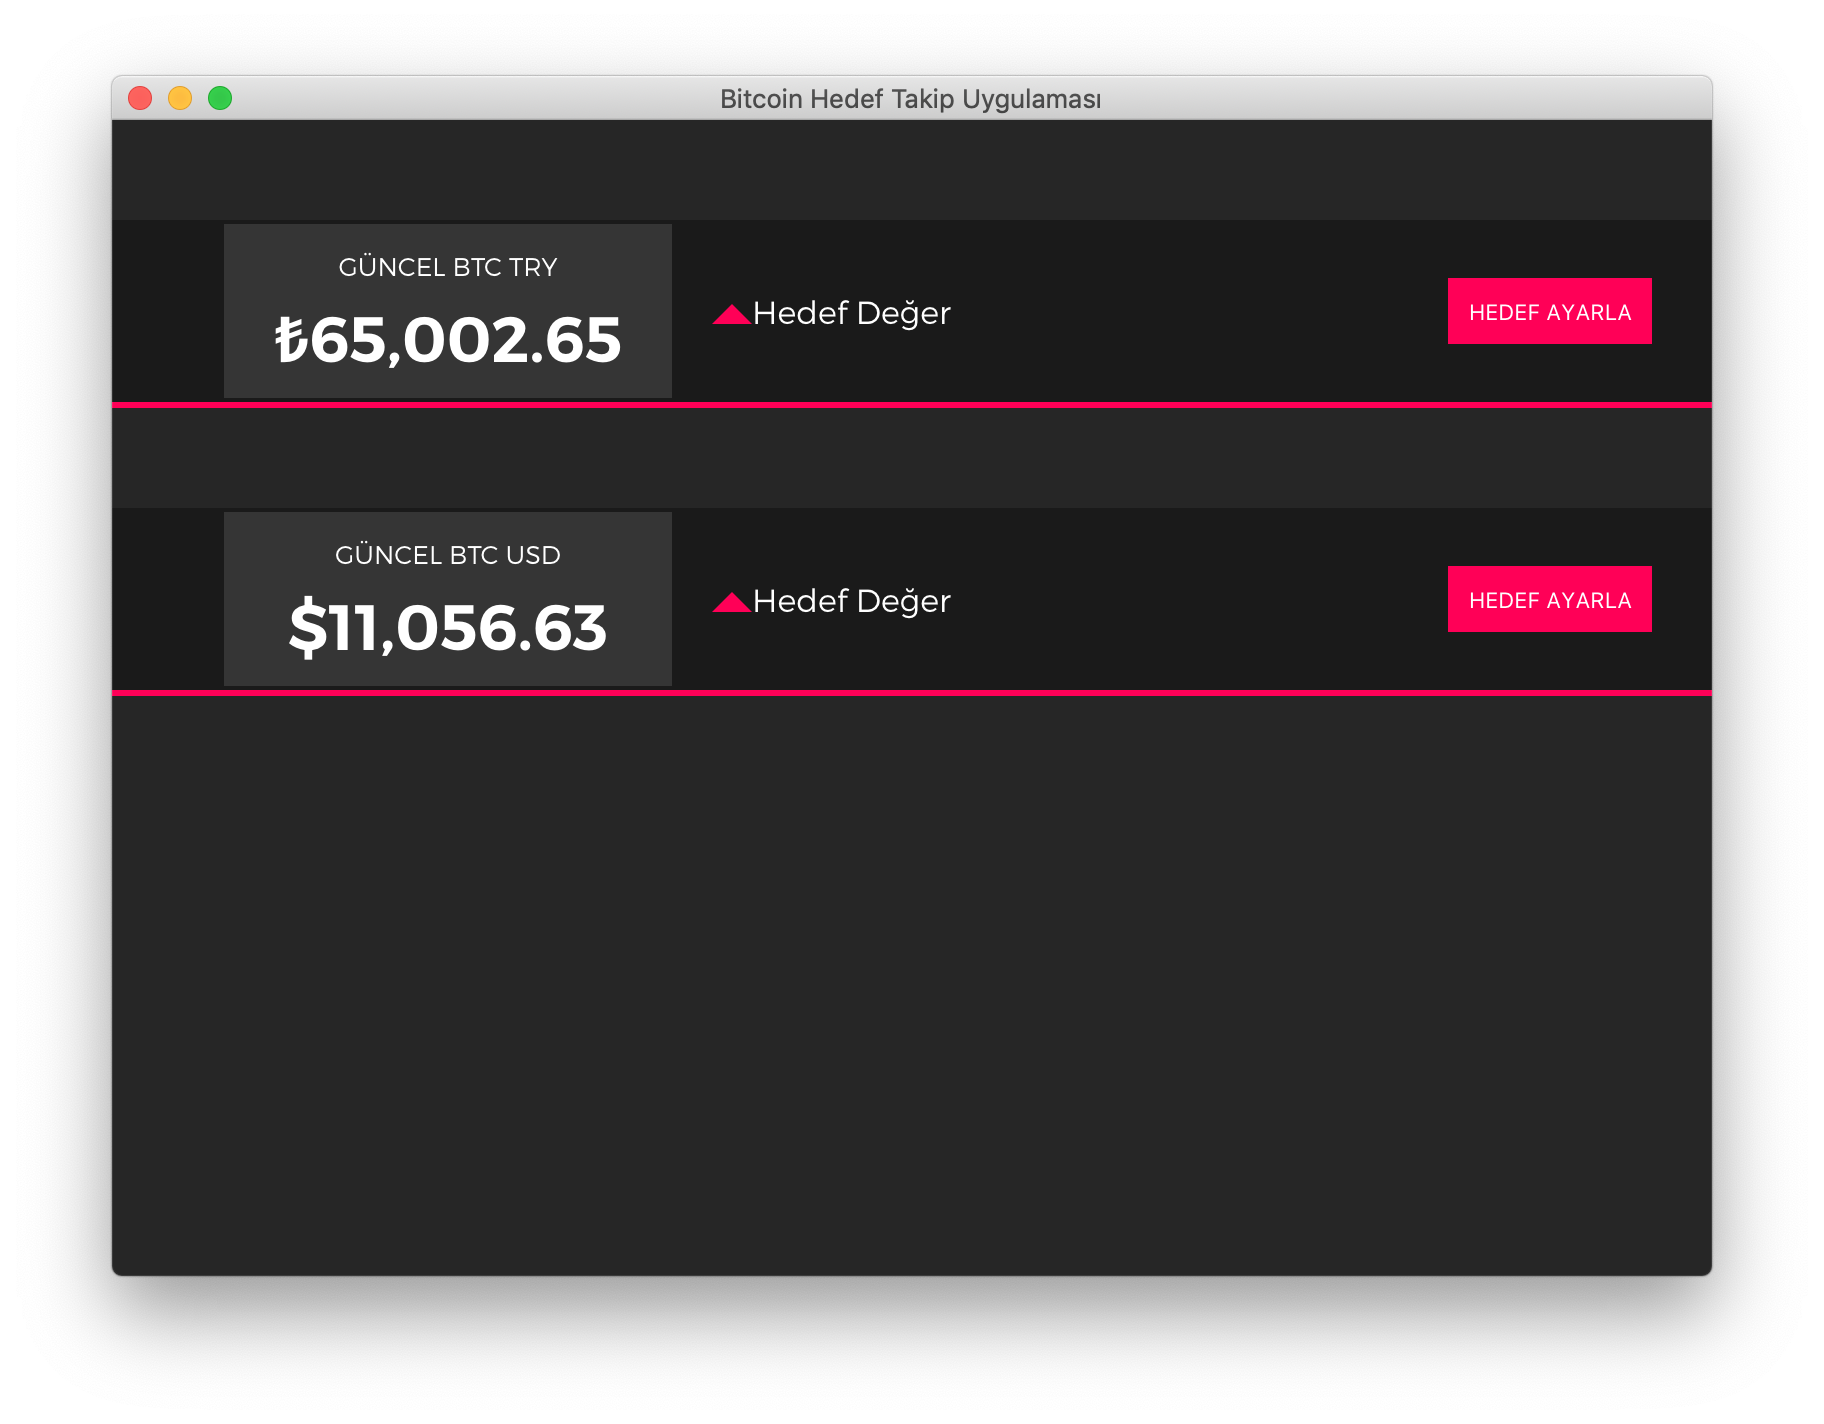 Bitcoin Hedef Takip Uygulaması
GÜNCEL BTC TRY
₺65,002.65
Hedef Değer
HEDEF AYARLA
GÜNCEL BTC USD
$11,056.63
Hedef Değer
HEDEF AYARLA